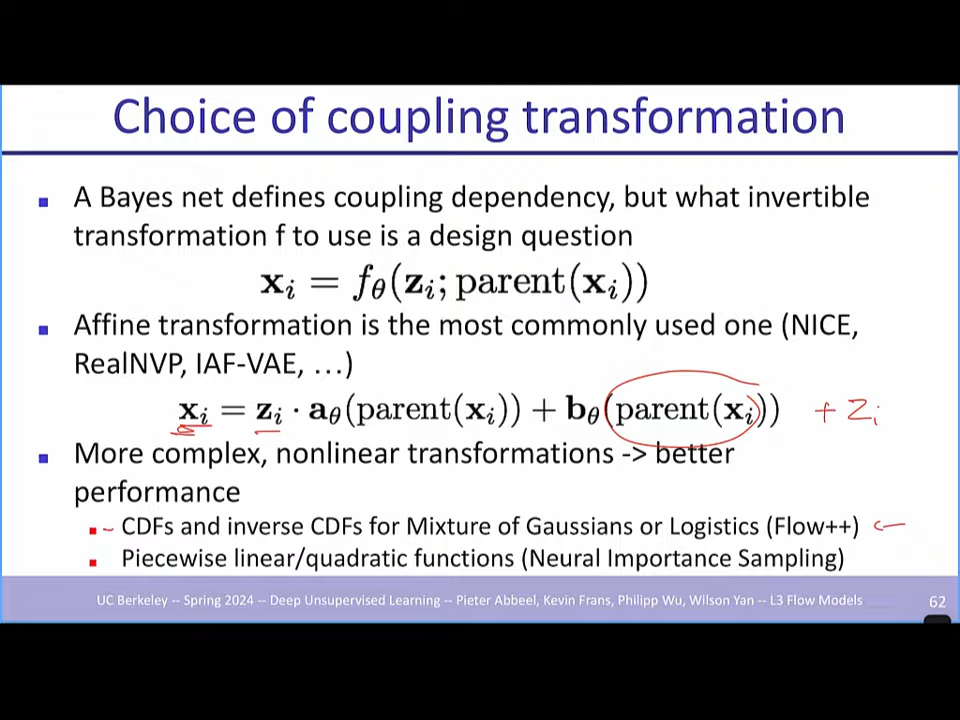 Choice of coupling transformation
A Bayes net defines coupling dependency, but what invertible
transformation f to use is a design question
𝐱ᵢ = f_θ(𝐳ᵢ; parent(𝐱ᵢ))
Affine transformation is the most commonly used one (NICE,
RealNVP, IAF-VAE, …)
𝐱ᵢ = 𝐳ᵢ · 𝐚_θ(parent(𝐱ᵢ)) + 𝐛_θ(parent(𝐱ᵢ)) + zᵢ
More complex, nonlinear transformations -> better
performance
CDFs and inverse CDFs for Mixture of Gaussians or Logistics (Flow++)
Piecewise linear/quadratic functions (Neural Importance Sampling)
UC Berkeley -- Spring 2024 -- Deep Unsupervised Learning -- Pieter Abbeel, Kevin Frans, Philipp Wu, Wilson Yan -- L3 Flow Models 62